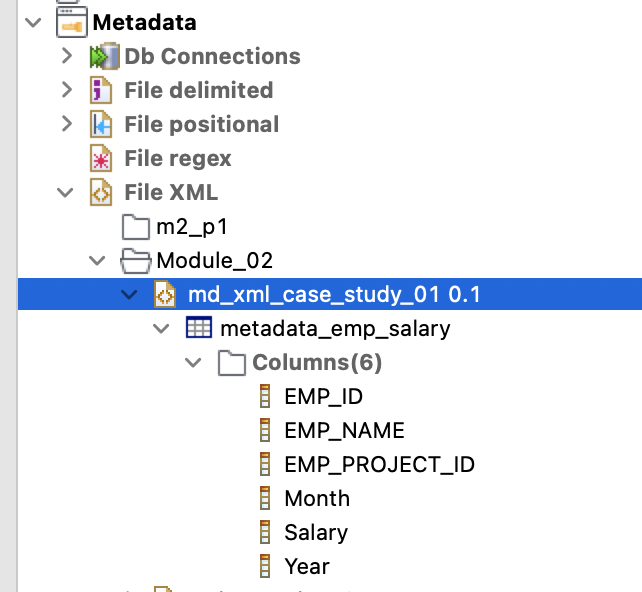 Metadata
Db Connections
File delimited
File positional
File regex
File XML
m2_p1
Module_02
md_xml_case_study_01 0.1
metadata_emp_salary
Columns(6)
EMP_ID
EMP_NAME
EMP_PROJECT_ID
Month
Salary
Year